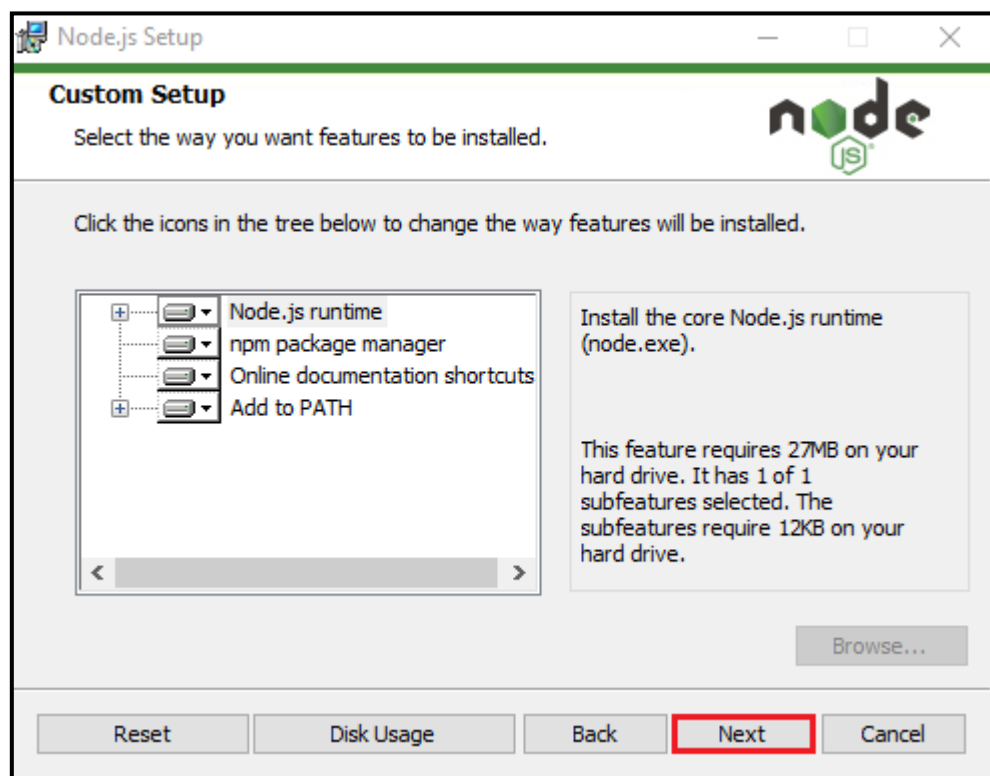 Node.js Setup
Custom Setup
Select the way you want features to be installed.
node
JS
Click the icons in the tree below to change the way features will be installed.
Node.js runtime
npm package manager
Online documentation shortcuts
Add to PATH
Install the core Node.js runtime
(node.exe).
This feature requires 27MB on your
hard drive. It has 1 of 1
subfeatures selected. The
subfeatures require 12KB on your
hard drive.
Browse...
Reset Disk Usage Back Next Cancel